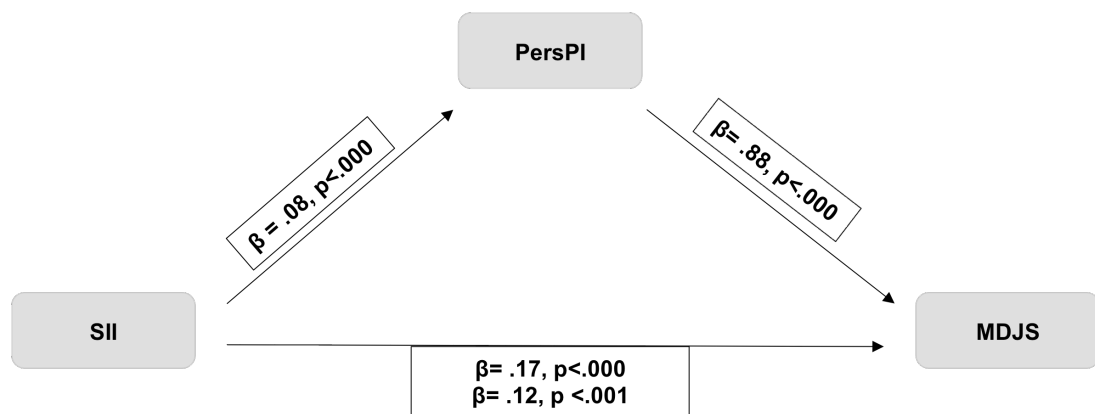 PersPI
β = .08, p<.000
β= .88, p<.000
SII
MDJS
β= .17, p<.000
β= .12, p <.001